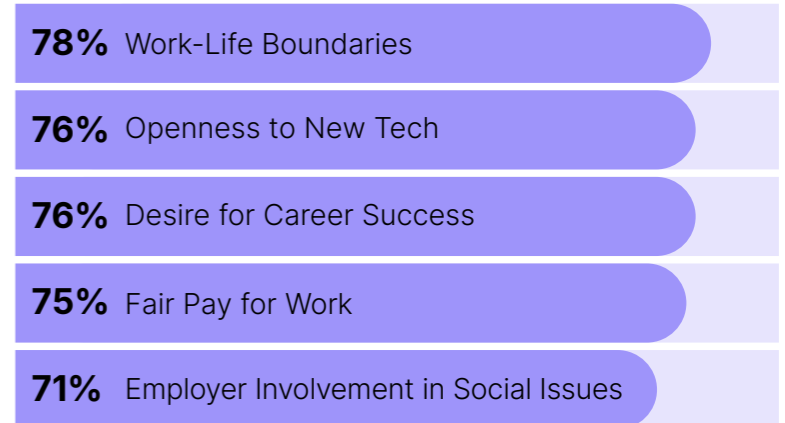 78% Work-Life Boundaries
76% Openness to New Tech
76% Desire for Career Success
75% Fair Pay for Work
71% Employer Involvement in Social Issues